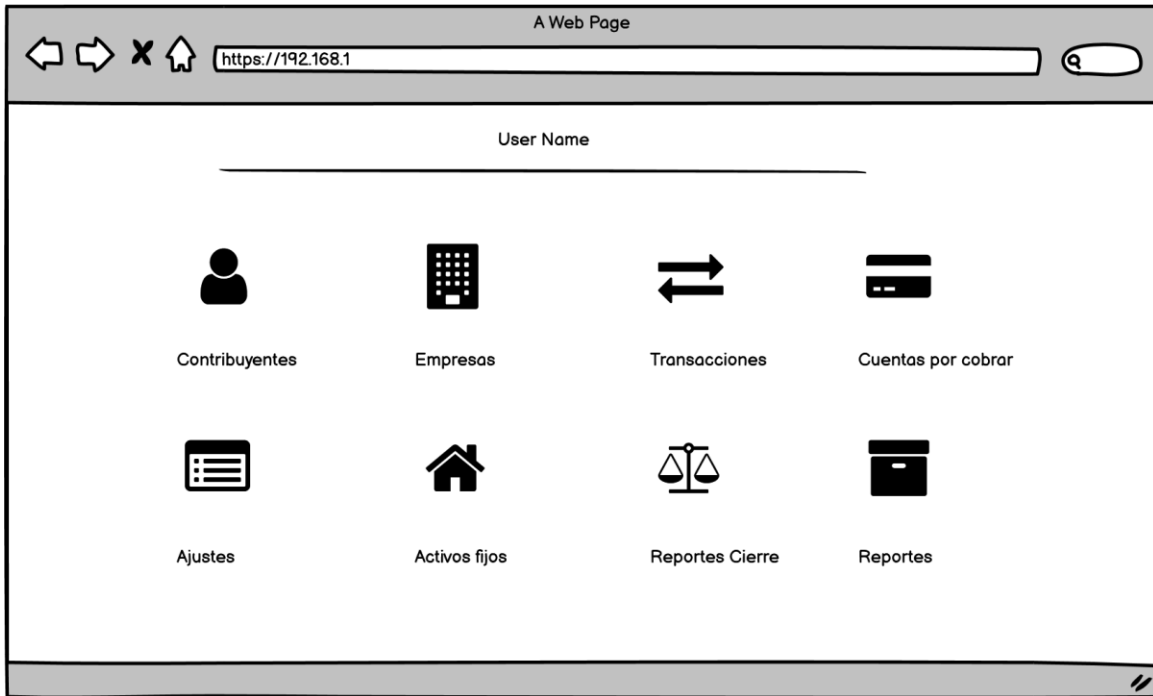 A Web Page
https://192.168.1
User Name
Contribuyentes
Empresas
Transacciones
Cuentas por cobrar
Ajustes
Activos fijos
Reportes Cierre
Reportes